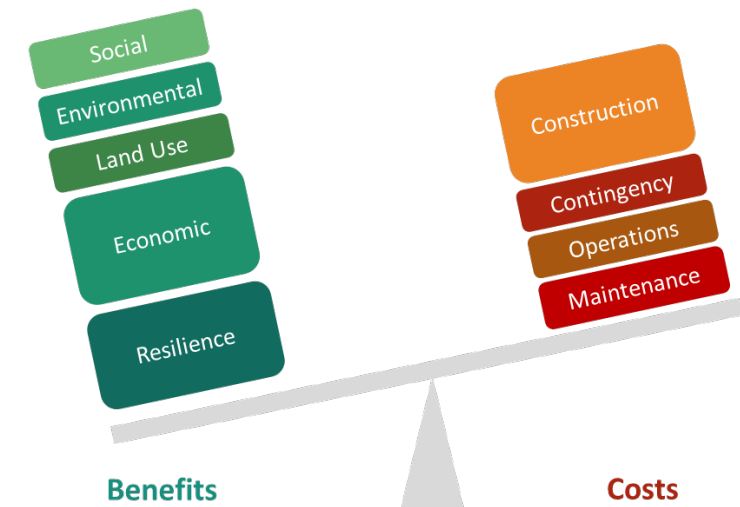 Social
Environmental
Land Use
Economic
Resilience
Benefits
Construction
Contingency
Operations
Maintenance
Costs